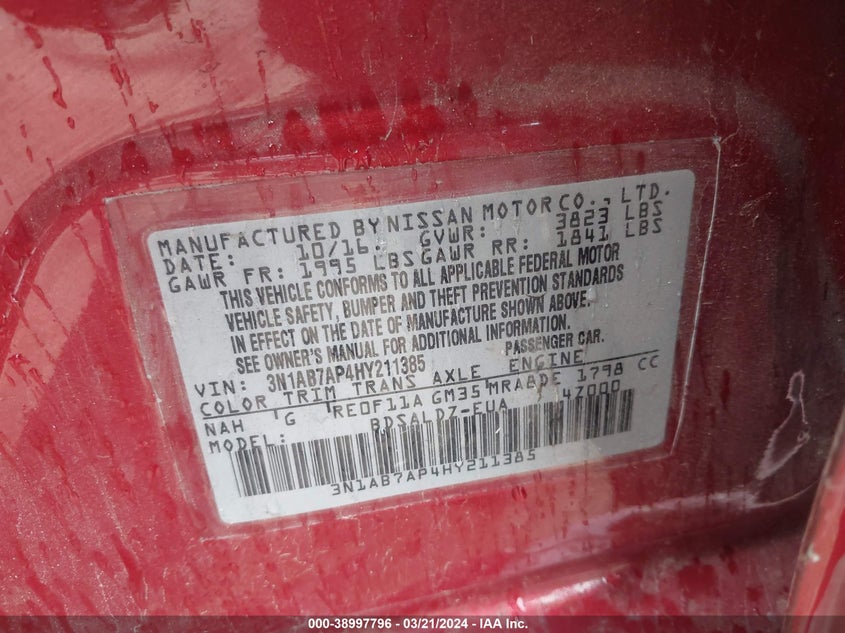 MANUFACTURED BY NISSAN MOTOR CO., LTD.
DATE: 10/16 GVWR: 3823 LBS
GAWR FR: 1995 LBS GAWR RR: 1841 LBS
THIS VEHICLE CONFORMS TO ALL APPLICABLE FEDERAL MOTOR
VEHICLE SAFETY, BUMPER AND THEFT PREVENTION STANDARDS
IN EFFECT ON THE DATE OF MANUFACTURE SHOWN ABOVE.
SEE OWNER'S MANUAL FOR ADDITIONAL INFORMATION.
VIN: 3N1AB7AP4HY211385 PASSENGER CAR.
COLOR TRIM TRANS AXLE ENGINE
NAH G RE0F11A GM35 MRA8DE 1798 CC
MODEL: BDSALDZ-EUA 47000
3N1AB7AP4HY211385
000-38997796 — 03/21/2024 — IAA Inc.